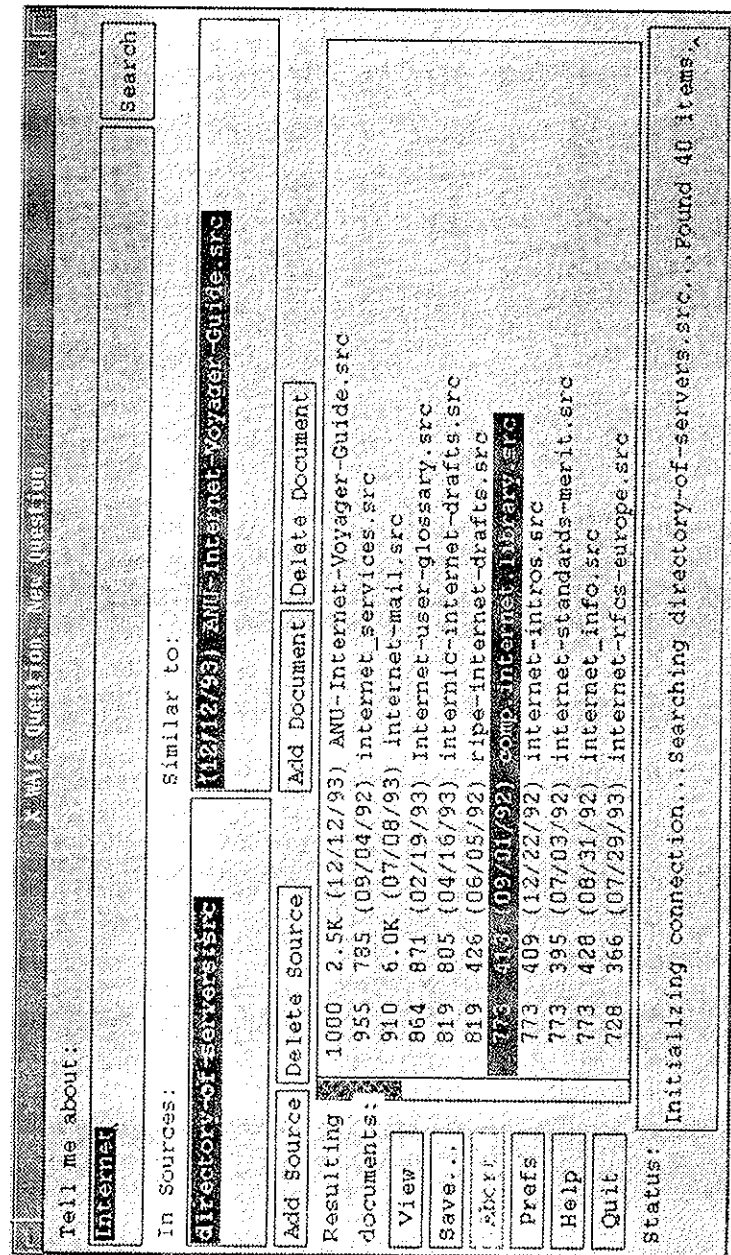 X WAIS Question: New Question
Tell me about:
Internet
Search
In Sources:
Similar to:
directory-of-servers.src
(12/12/93) ANU-Internet-Voyager-Guide.src
Add Source Delete Source
Add Document Delete Document
Resulting documents:
1000 2.5K (12/12/93) ANU-Internet-Voyager-Guide.src
955 785 (09/04/92) internet_services.src
910 6.0K (07/08/93) internet-mail.src
864 871 (02/19/93) Internet-user-glossary.src
819 805 (04/16/93) internic-internet-drafts.src
819 426 (06/05/92) ripe-internet-drafts.src
773 (09/01/92) comp-internet-library.src
773 409 (12/22/92) internet-intros.src
773 395 (07/03/92) internet-standards-merit.src
773 428 (08/31/92) internet_info.src
728 366 (07/29/93) internet-rfcs-europe.src
View
Save...
Abort
Prefs
Help
Quit
Status:
Initializing connection...Searching directory-of-servers.src...Found 40 items.